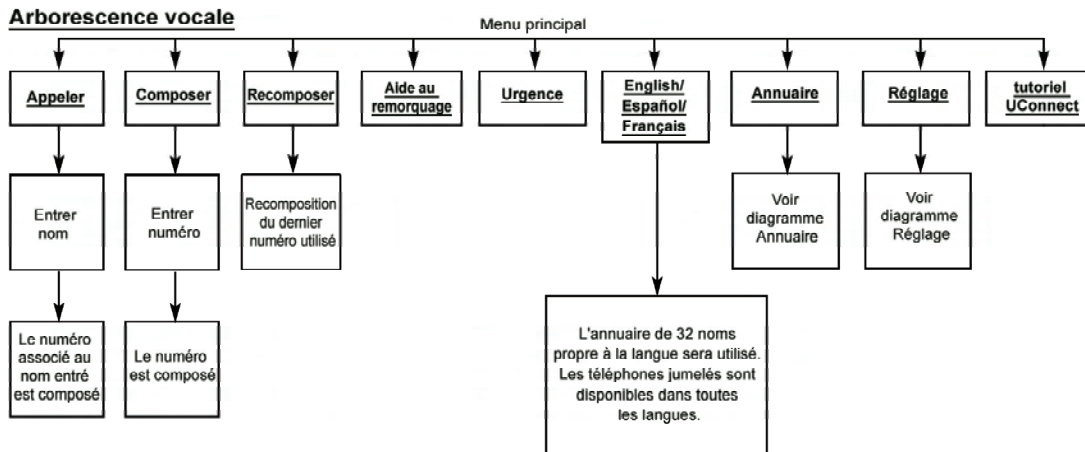 Arborescence vocale
Menu principal
Appeler
Composer
Recomposer
Aide au
remorquage
Urgence
English/
Español/
Français
Annuaire
Réglage
tutoriel
UConnect
Entrer
nom
Entrer
numéro
Recomposition
du dernier
numéro utilisé
Voir
diagramme
Annuaire
Voir
diagramme
Réglage
Le numéro
associé au
nom entré
est composé
Le numéro
est composé
L'annuaire de 32 noms
propre à la langue sera utilisé.
Les téléphones jumelés sont
disponibles dans toutes
les langues.